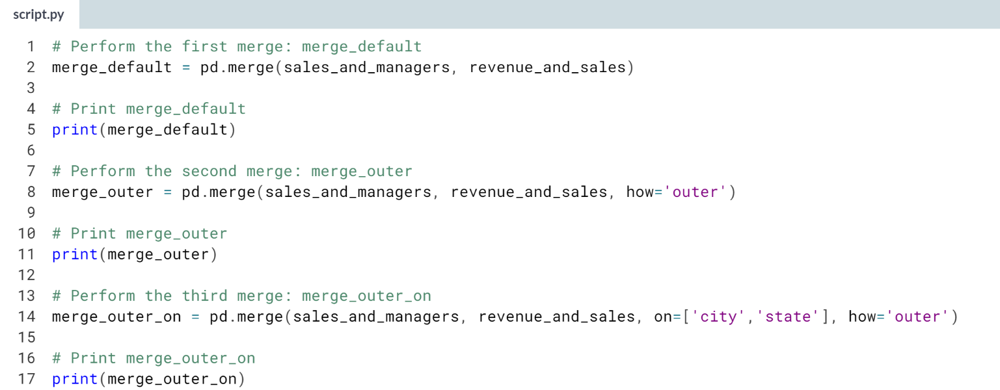 script.py
1 # Perform the first merge: merge_default
2 merge_default = pd.merge(sales_and_managers, revenue_and_sales)
3
4 # Print merge_default
5 print(merge_default)
6
7 # Perform the second merge: merge_outer
8 merge_outer = pd.merge(sales_and_managers, revenue_and_sales, how='outer')
9
10 # Print merge_outer
11 print(merge_outer)
12
13 # Perform the third merge: merge_outer_on
14 merge_outer_on = pd.merge(sales_and_managers, revenue_and_sales, on=['city','state'], how='outer')
15
16 # Print merge_outer_on
17 print(merge_outer_on)